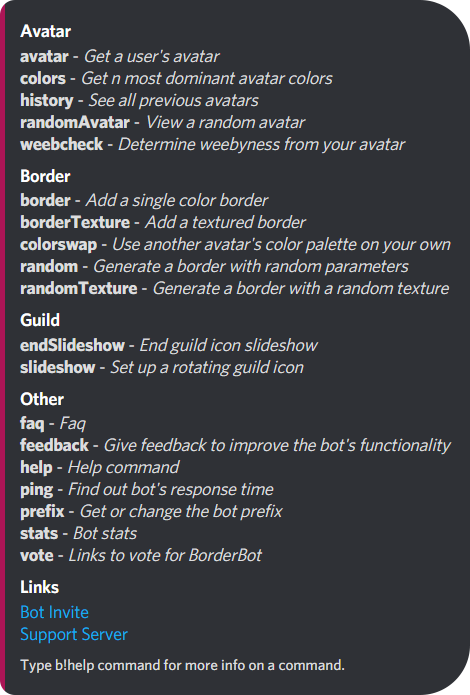 Avatar
avatar - Get a user's avatar
colors - Get n most dominant avatar colors
history - See all previous avatars
randomAvatar - View a random avatar
weebcheck - Determine weebyness from your avatar
Border
border - Add a single color border
borderTexture - Add a textured border
colorswap - Use another avatar's color palette on your own
random - Generate a border with random parameters
randomTexture - Generate a border with a random texture
Guild
endSlideshow - End guild icon slideshow
slideshow - Set up a rotating guild icon
Other
faq - Faq
feedback - Give feedback to improve the bot's functionality
help - Help command
ping - Find out bot's response time
prefix - Get or change the bot prefix
stats - Bot stats
vote - Links to vote for BorderBot
Links
Bot Invite
Support Server
Type b!help command for more info on a command.